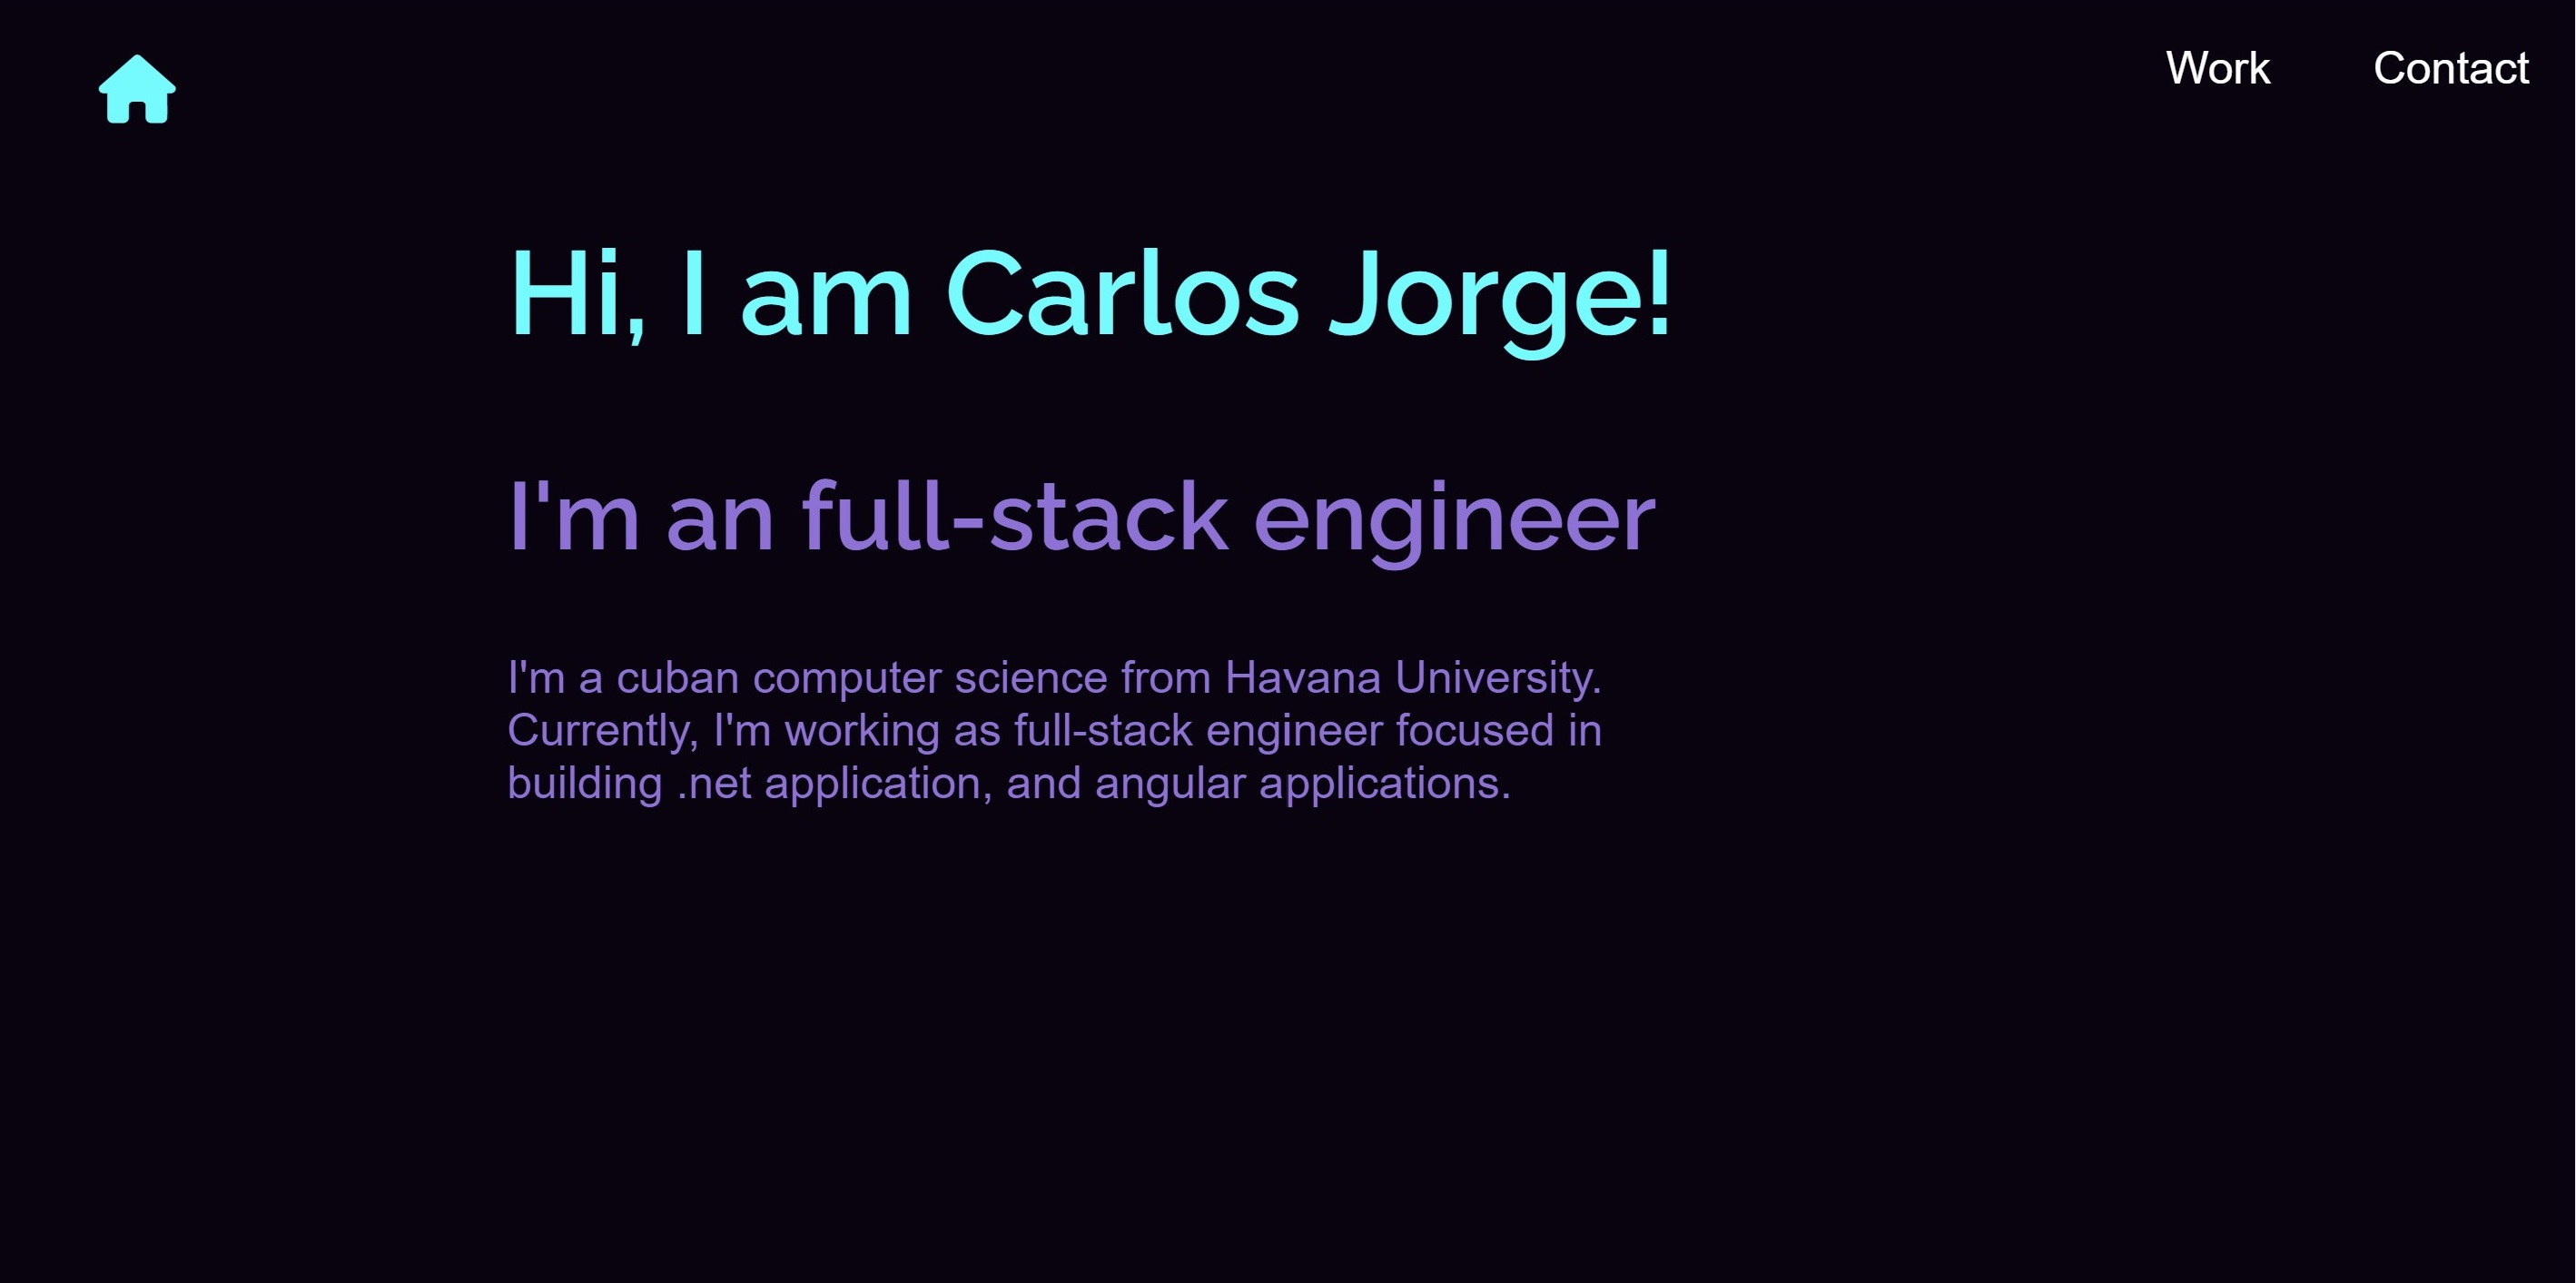 Work
Contact
Hi, I am Carlos Jorge!
I'm an full-stack engineer
I'm a cuban computer science from Havana University.
Currently, I'm working as full-stack engineer focused in
building .net application, and angular applications.